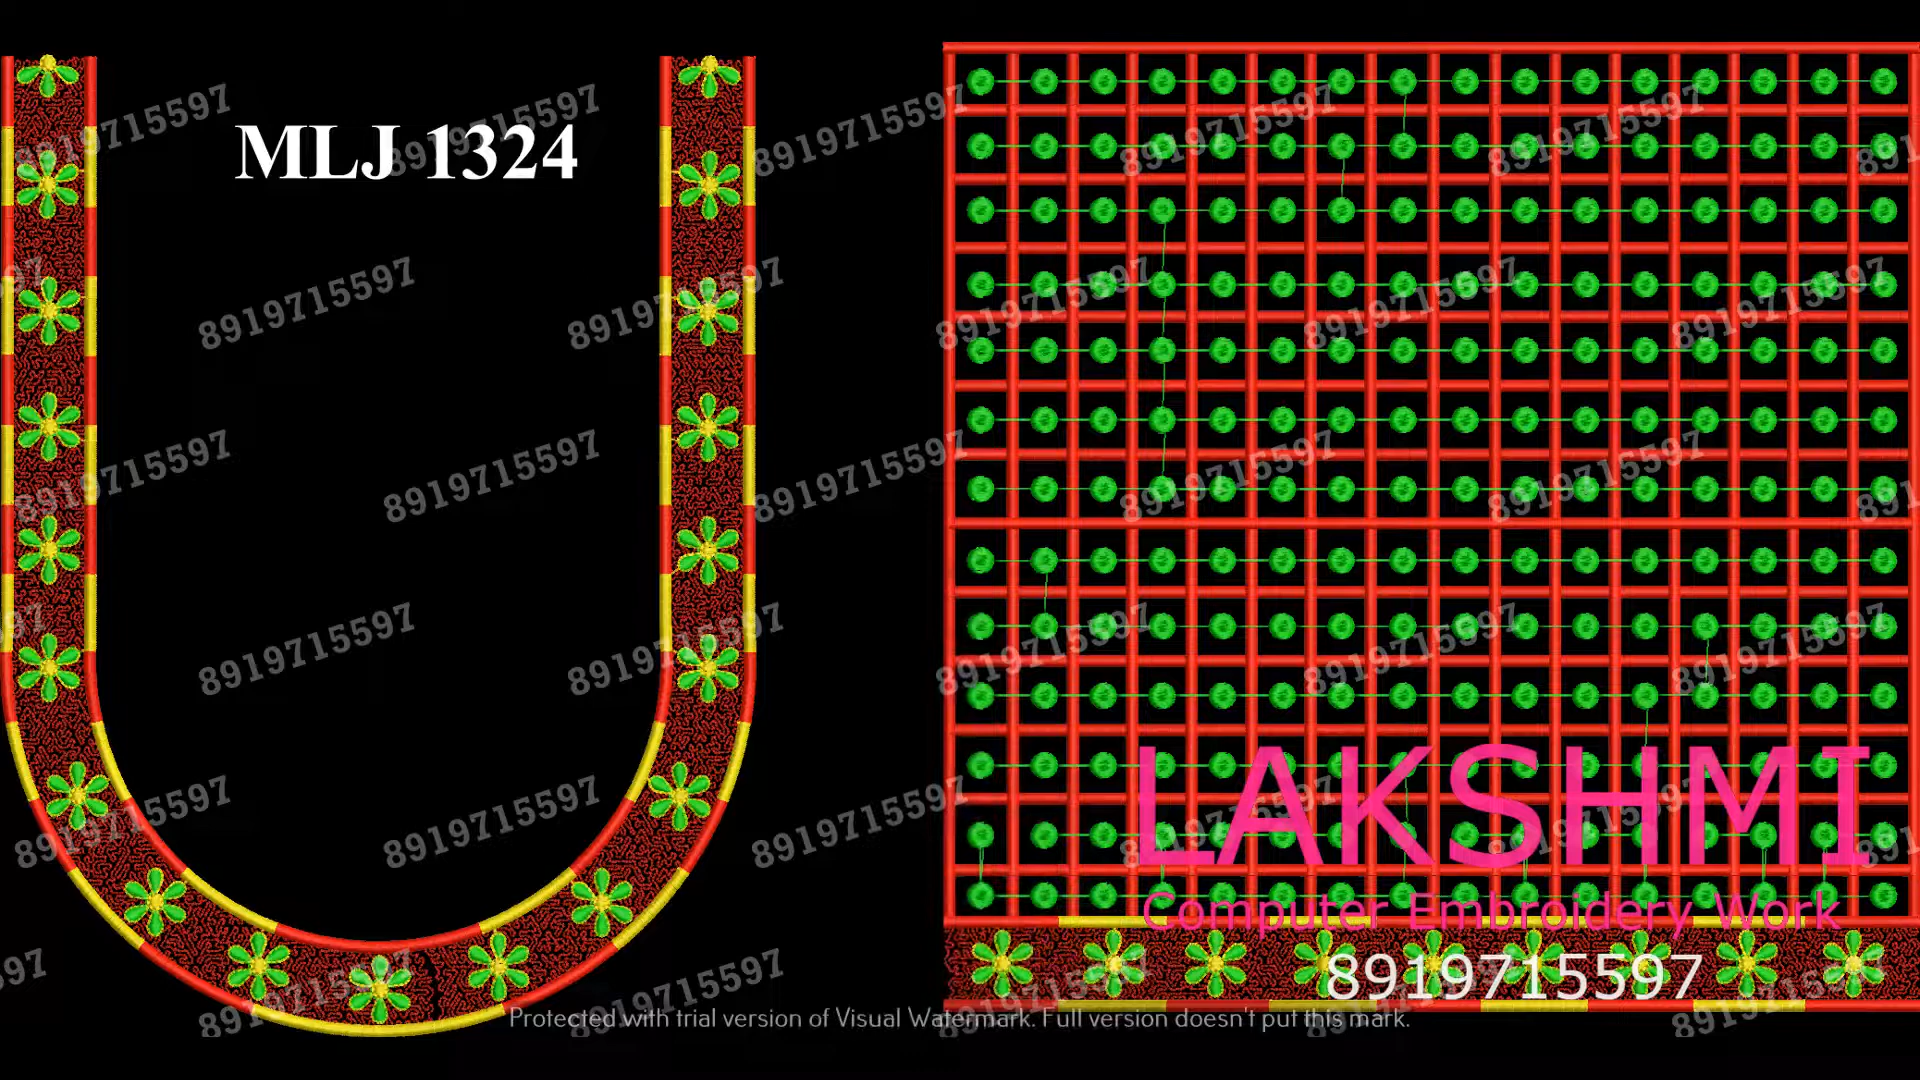 MLJ 1324
LAKSHMI
Computer Embroidery Work
8919715597
Protected with trial version of Visual Watermark. Full version doesn't put this mark.
8919715597